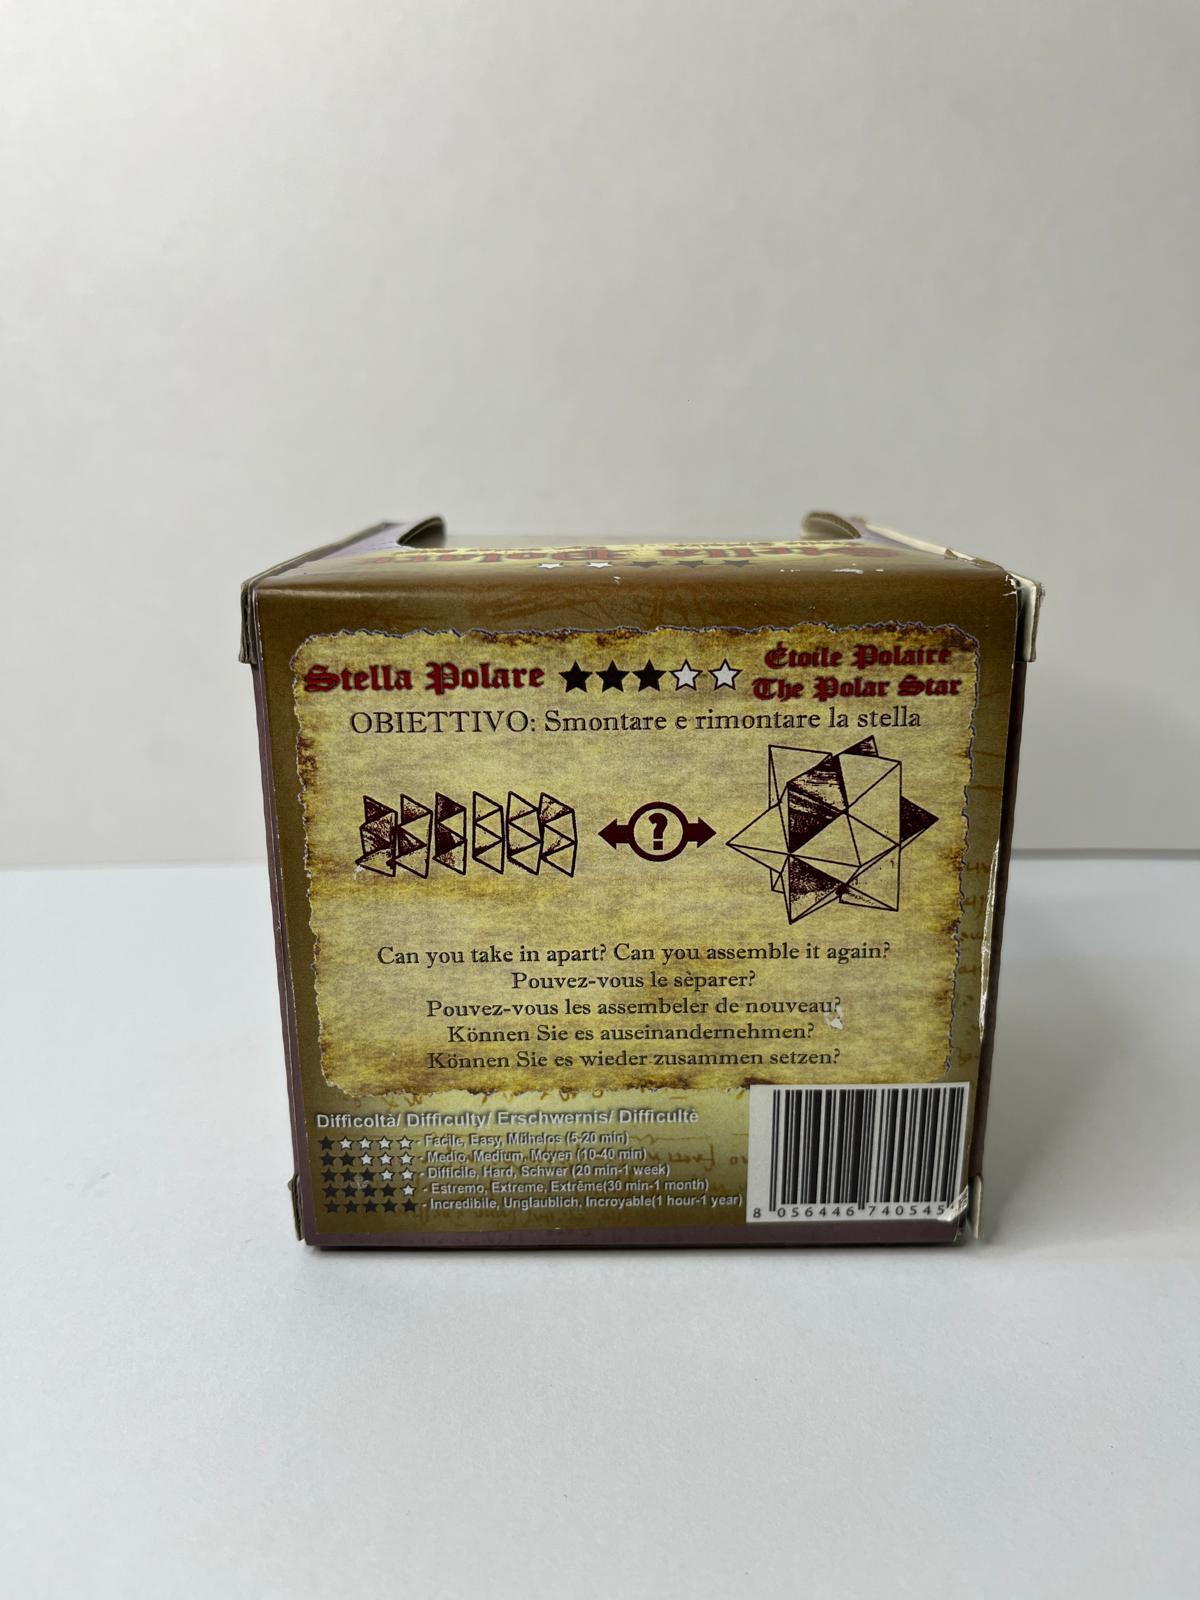 Stella Polare
Stella Polare ★★★☆☆ Étoile Polaire
The Polar Star
OBIETTIVO: Smontare e rimontare la stella
?
Can you take in apart? Can you assemble it again?
Pouvez-vous le sèparer?
Pouvez-vous les assembeler de nouveau?
Können Sie es auseinandernehmen?
Können Sie es wieder zusammen setzen?
Difficoltà/ Difficulty/ Erschwernis/ Difficultè
★☆☆☆☆ - Facile, Easy, Mühelos (5-20 min)
★★☆☆☆ - Medio, Medium, Moyen (10-40 min)
★★★☆☆ - Difficile, Hard, Schwer (20 min-1 week)
★★★★☆ - Estremo, Extreme, Extrême(30 min-1 month)
★★★★★ - Incredibile, Unglaublich, Incroyable(1 hour-1 year)
8 056446 740545